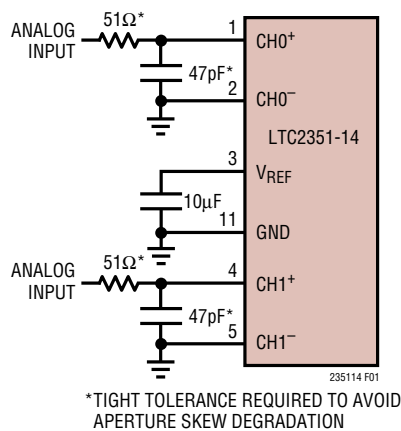 ANALOG
INPUT
51Ω*
47pF*
1
CH0+
2
CH0–
LTC2351-14
3
VREF
10µF
11
GND
ANALOG
INPUT
51Ω*
47pF*
4
CH1+
5
CH1–
235114 F01
*TIGHT TOLERANCE REQUIRED TO AVOID
APERTURE SKEW DEGRADATION